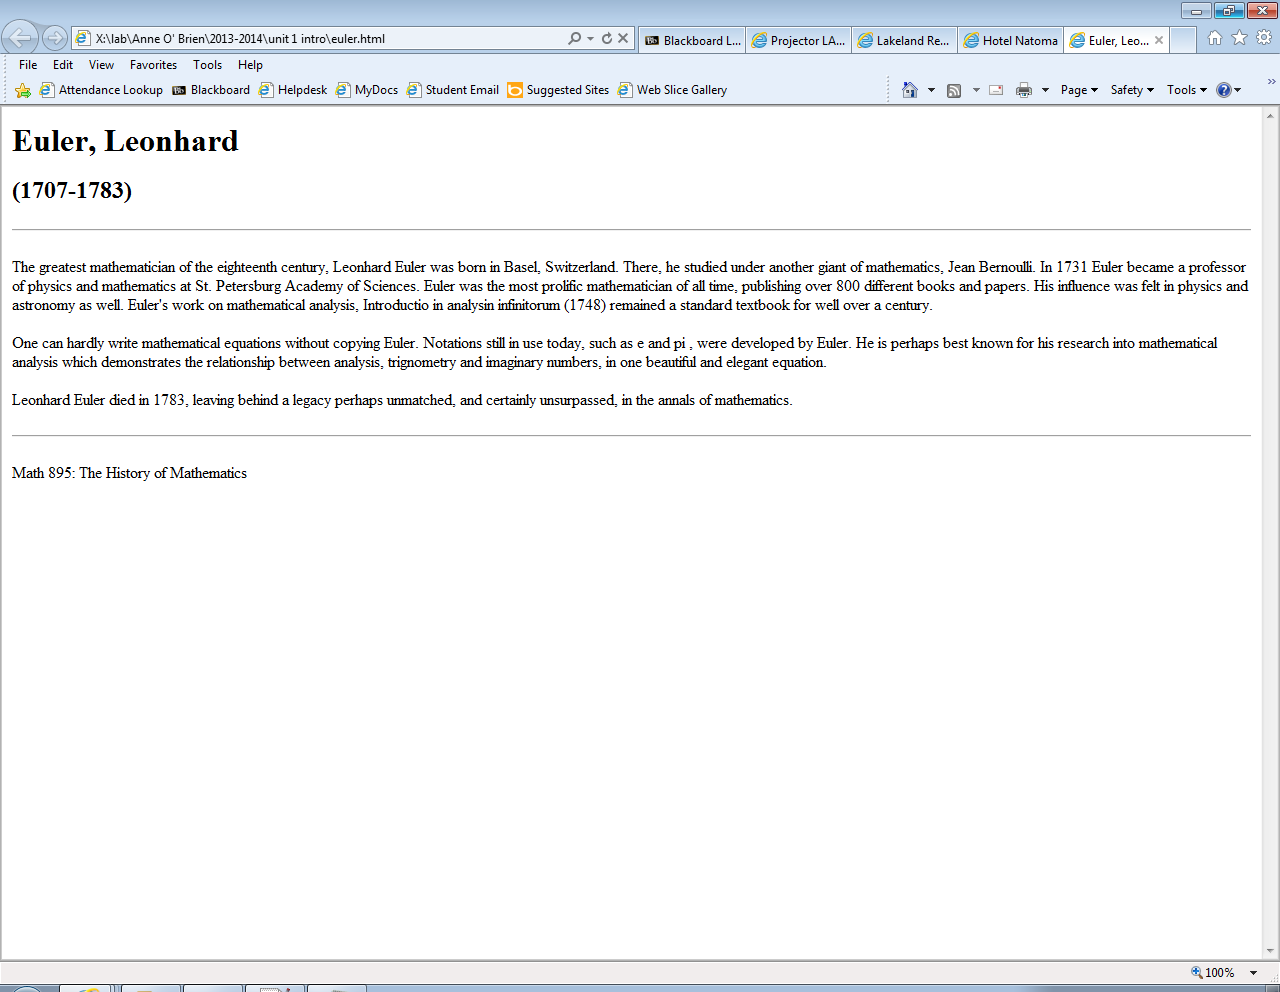 X:\lab\Anne O' Brien\2013-2014\unit 1 intro\euler.html
Blackboard L... Projector LA... Lakeland Re... Hotel Natoma Euler, Leo...
File Edit View Favorites Tools Help
Attendance Lookup Bb Blackboard Helpdesk MyDocs Student Email Suggested Sites Web Slice Gallery Page Safety Tools
Euler, Leonhard
(1707-1783)
The greatest mathematician of the eighteenth century, Leonhard Euler was born in Basel, Switzerland. There, he studied under another giant of mathematics, Jean Bernoulli. In 1731 Euler became a professor
of physics and mathematics at St. Petersburg Academy of Sciences. Euler was the most prolific mathematician of all time, publishing over 800 different books and papers. His influence was felt in physics and
astronomy as well. Euler's work on mathematical analysis, Introductio in analysin infinitorum (1748) remained a standard textbook for well over a century.
One can hardly write mathematical equations without copying Euler. Notations still in use today, such as e and pi , were developed by Euler. He is perhaps best known for his research into mathematical
analysis which demonstrates the relationship between analysis, trignometry and imaginary numbers, in one beautiful and elegant equation.
Leonhard Euler died in 1783, leaving behind a legacy perhaps unmatched, and certainly unsurpassed, in the annals of mathematics.
Math 895: The History of Mathematics
100%